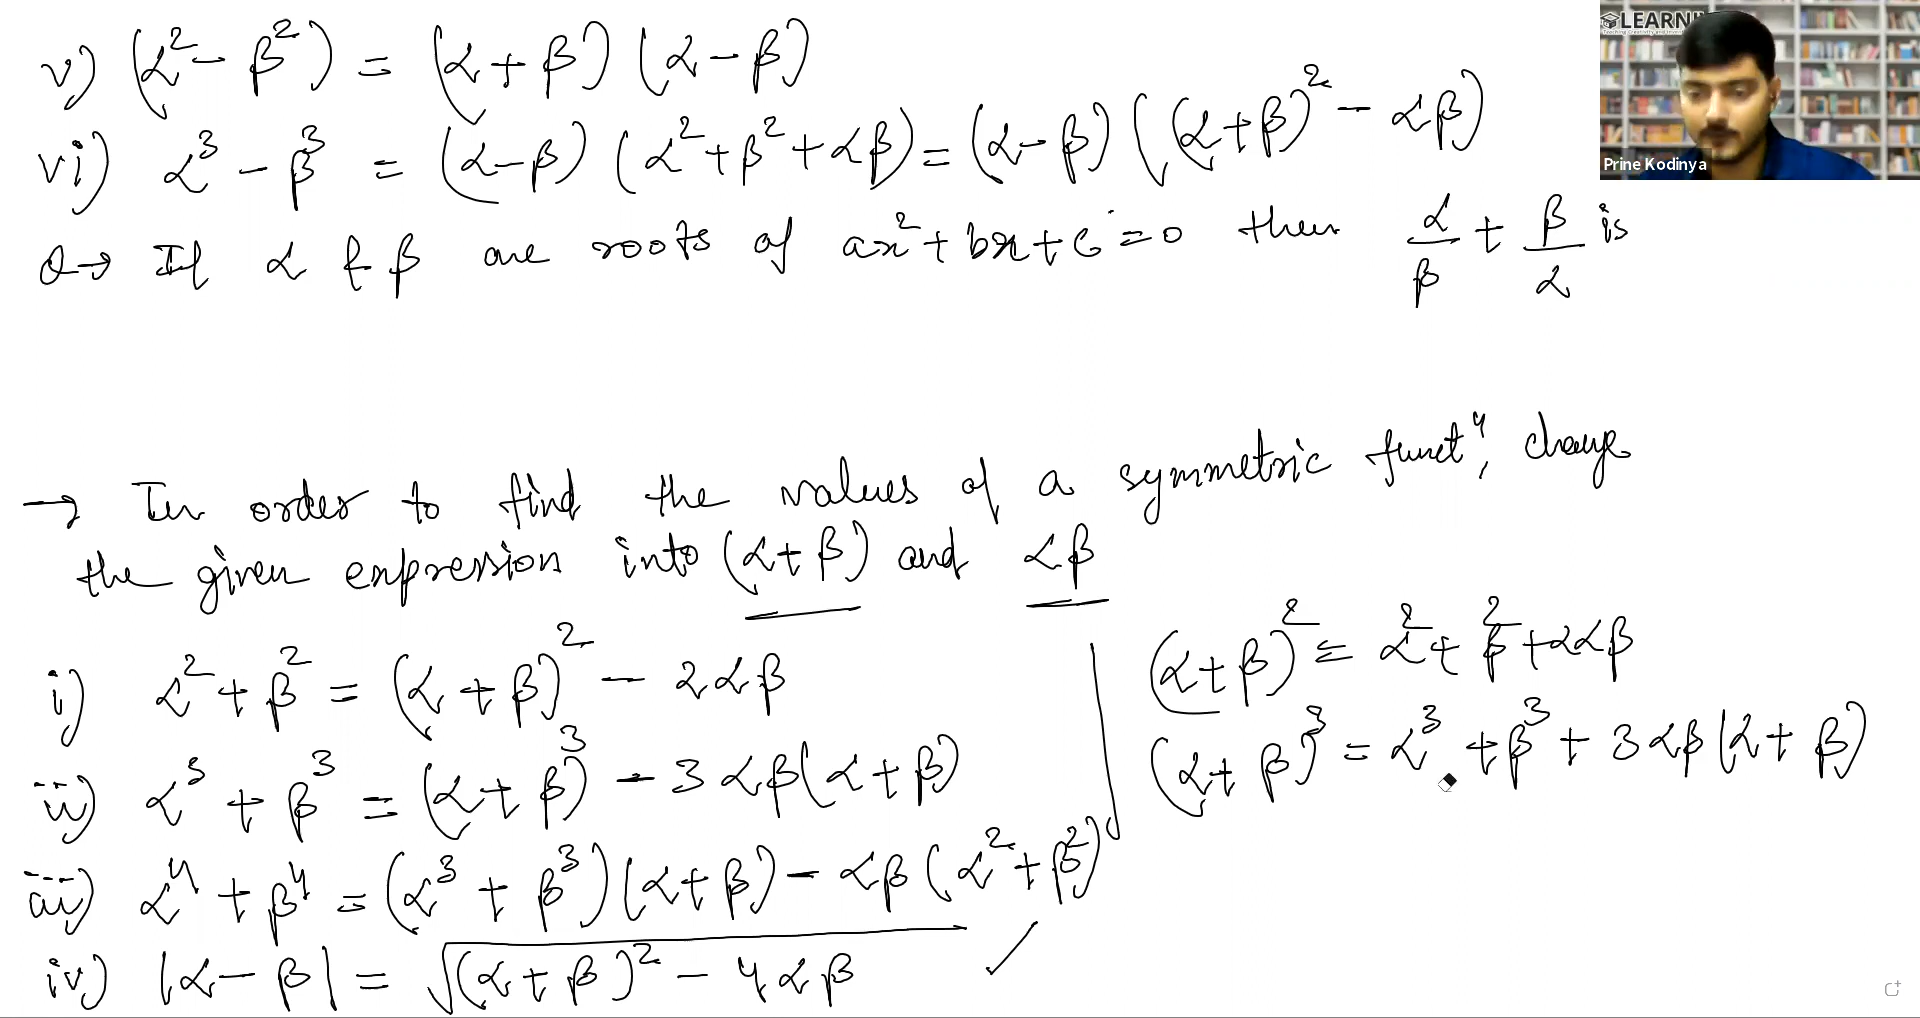 v) (α² - β²) = (α + β) (α - β)
vi) α³ - β³ = (α-β) (α²+β²+αβ) = (α-β) ((α+β)² - αβ)
Q→ If α & β are roots of ax²+bx+c=0 then α/β + β/α is
→ In order to find the values of a symmetric functⁿ, change
the given expression into (α+β) and αβ
i) α²+β² = (α+β)² - 2αβ
ii) α³ + β³ = (α+β)³ - 3αβ(α+β)
iii) α⁴ + β⁴ = (α³ + β³)(α+β) - αβ(α²+β²)
iv) |α-β| = √(α+β)² - 4αβ ✓
(α+β)² = α²+β²+2αβ
(α+β)³ = α³+β³+3αβ(α+β)
LEARN
Prine Kodinya